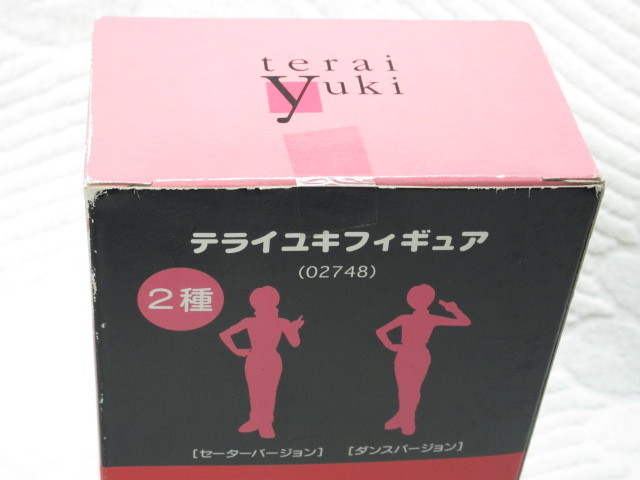 terai
yuki
テライユキフィギュア
(02748)
2種
[セーターバージョン] [ダンスバージョン]